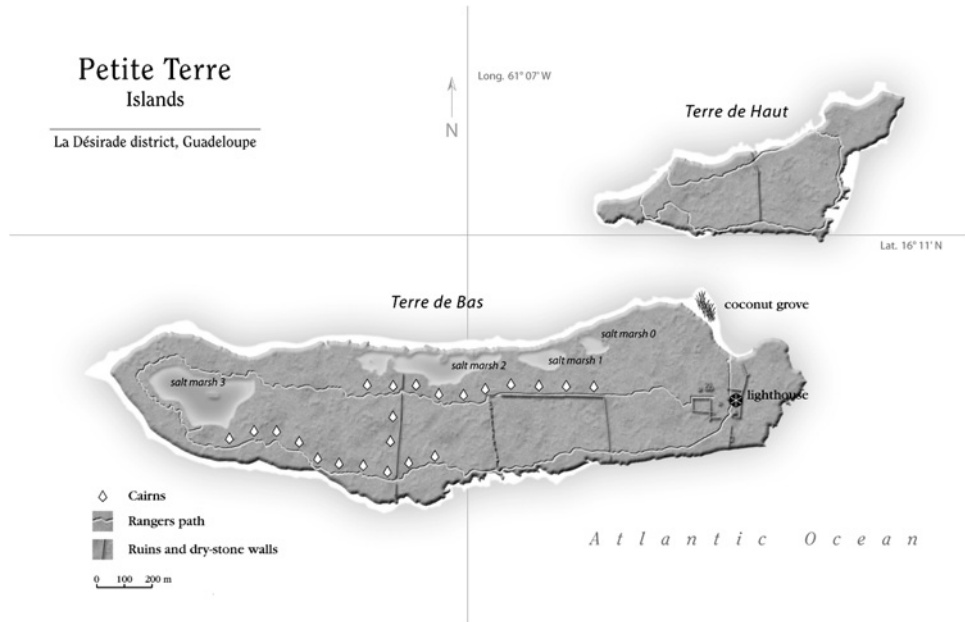 Petite Terre
Islands
La Désirade district, Guadeloupe
N
Long. 61° 07' W
Terre de Haut
Lat. 16° 11' N
Terre de Bas
coconut grove
salt marsh 0
salt marsh 1
salt marsh 2
salt marsh 3
lighthouse
Cairns
Rangers path
Ruins and dry-stone walls
0 100 200 m
Atlantic Ocean